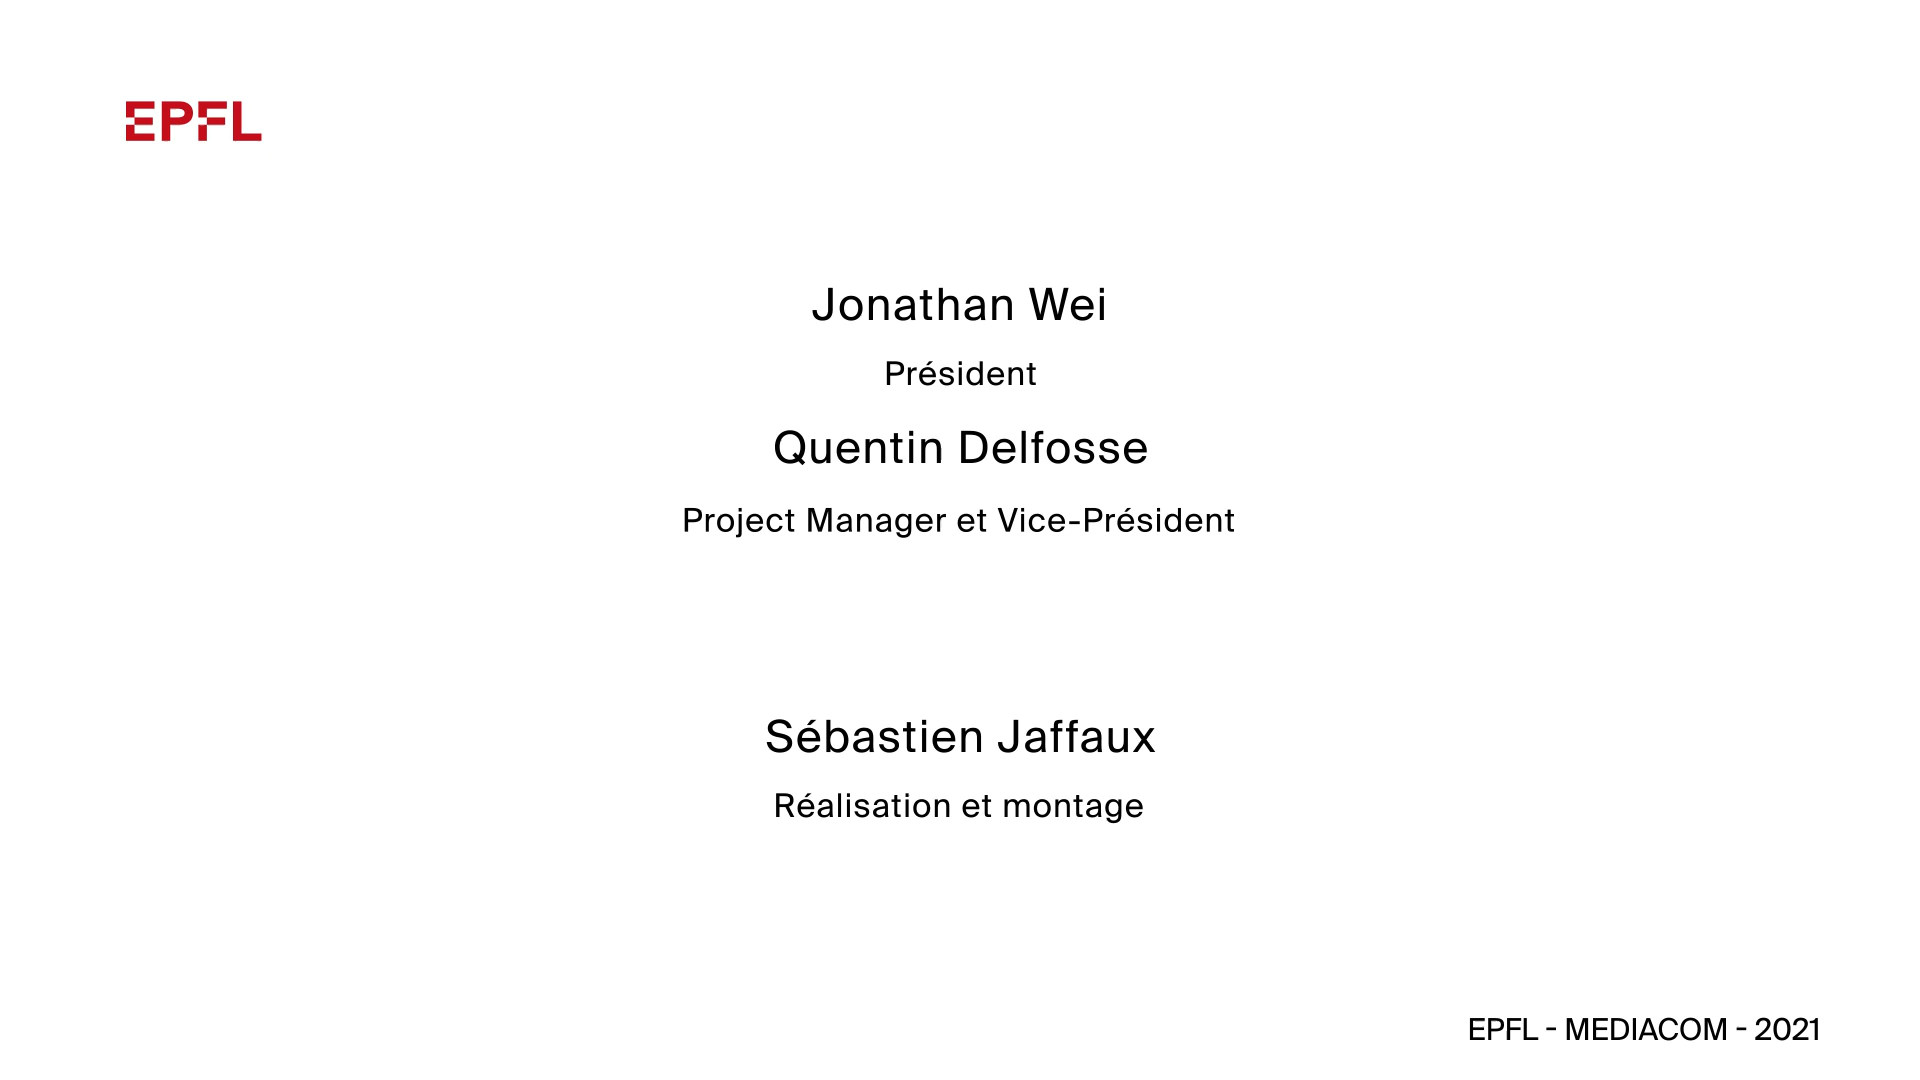 EPFL
Jonathan Wei
Président
Quentin Delfosse
Project Manager et Vice-Président
Sébastien Jaffaux
Réalisation et montage
EPFL - MEDIACOM - 2021